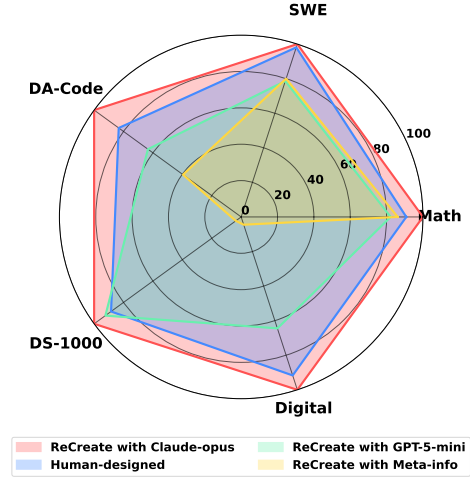 SWE
DA-Code
100
80
60
40
20
0
Math
DS-1000
Digital
ReCreate with Claude-opus
ReCreate with GPT-5-mini
Human-designed
ReCreate with Meta-info